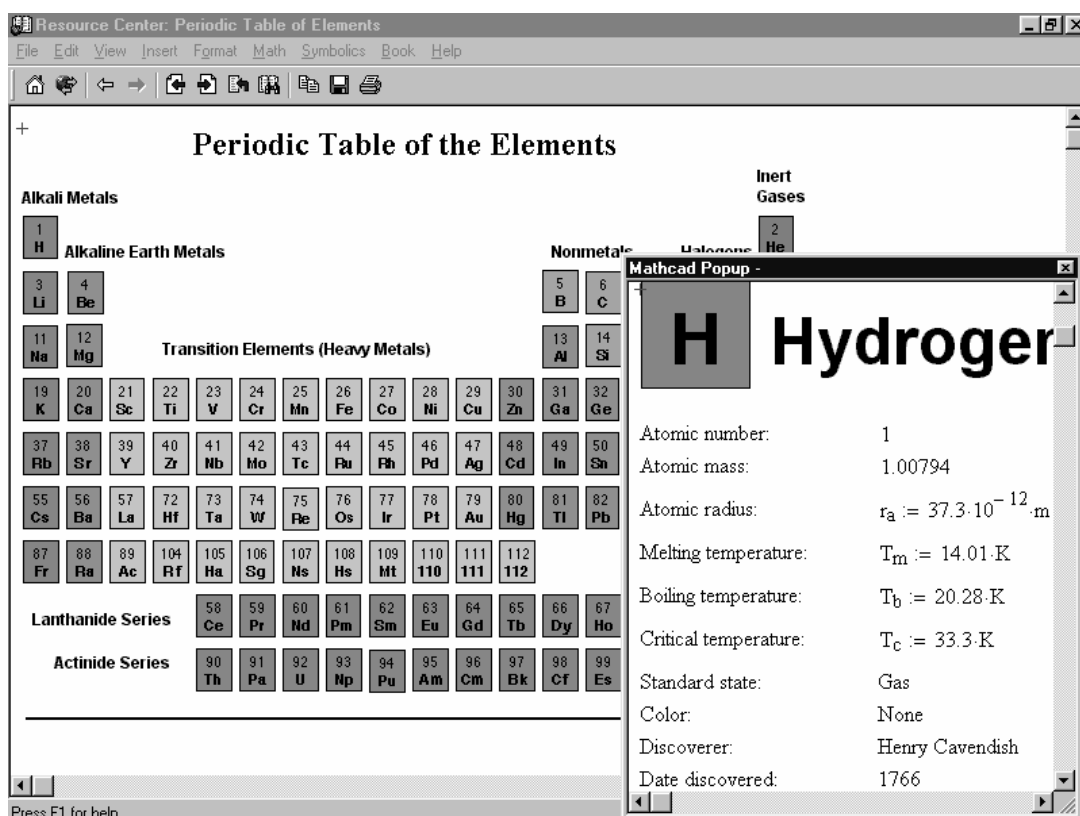 Resource Center: Periodic Table of Elements
File Edit View Insert Format Math Symbolics Book Help
Periodic Table of the Elements
Inert
Gases
Alkali Metals
1 2
H He
Alkaline Earth Metals Nonmetals Halogens
3 4 5 6
Li Be B C
11 12 13 14
Na Mg Al Si
Transition Elements (Heavy Metals)
19 20 21 22 23 24 25 26 27 28 29 30 31 32
K Ca Sc Ti V Cr Mn Fe Co Ni Cu Zn Ga Ge
37 38 39 40 41 42 43 44 45 46 47 48 49 50
Rb Sr Y Zr Nb Mo Tc Ru Rh Pd Ag Cd In Sn
55 56 57 72 73 74 75 76 77 78 79 80 81 82
Cs Ba La Hf Ta W Re Os Ir Pt Au Hg Tl Pb
87 88 89 104 105 106 107 108 109 110 111 112
Fr Ra Ac Rf Ha Sg Ns Hs Mt 110 111 112
Lanthanide Series
58 59 60 61 62 63 64 65 66 67
Ce Pr Nd Pm Sm Eu Gd Tb Dy Ho
Actinide Series
90 91 92 93 94 95 96 97 98 99
Th Pa U Np Pu Am Cm Bk Cf Es
Press F1 for help
Mathcad Popup -
H Hydrogen
Atomic number: 1
Atomic mass: 1.00794
Atomic radius: r_a := 37.3·10^-12·m
Melting temperature: T_m := 14.01·K
Boiling temperature: T_b := 20.28·K
Critical temperature: T_c := 33.3·K
Standard state: Gas
Color: None
Discoverer: Henry Cavendish
Date discovered: 1766